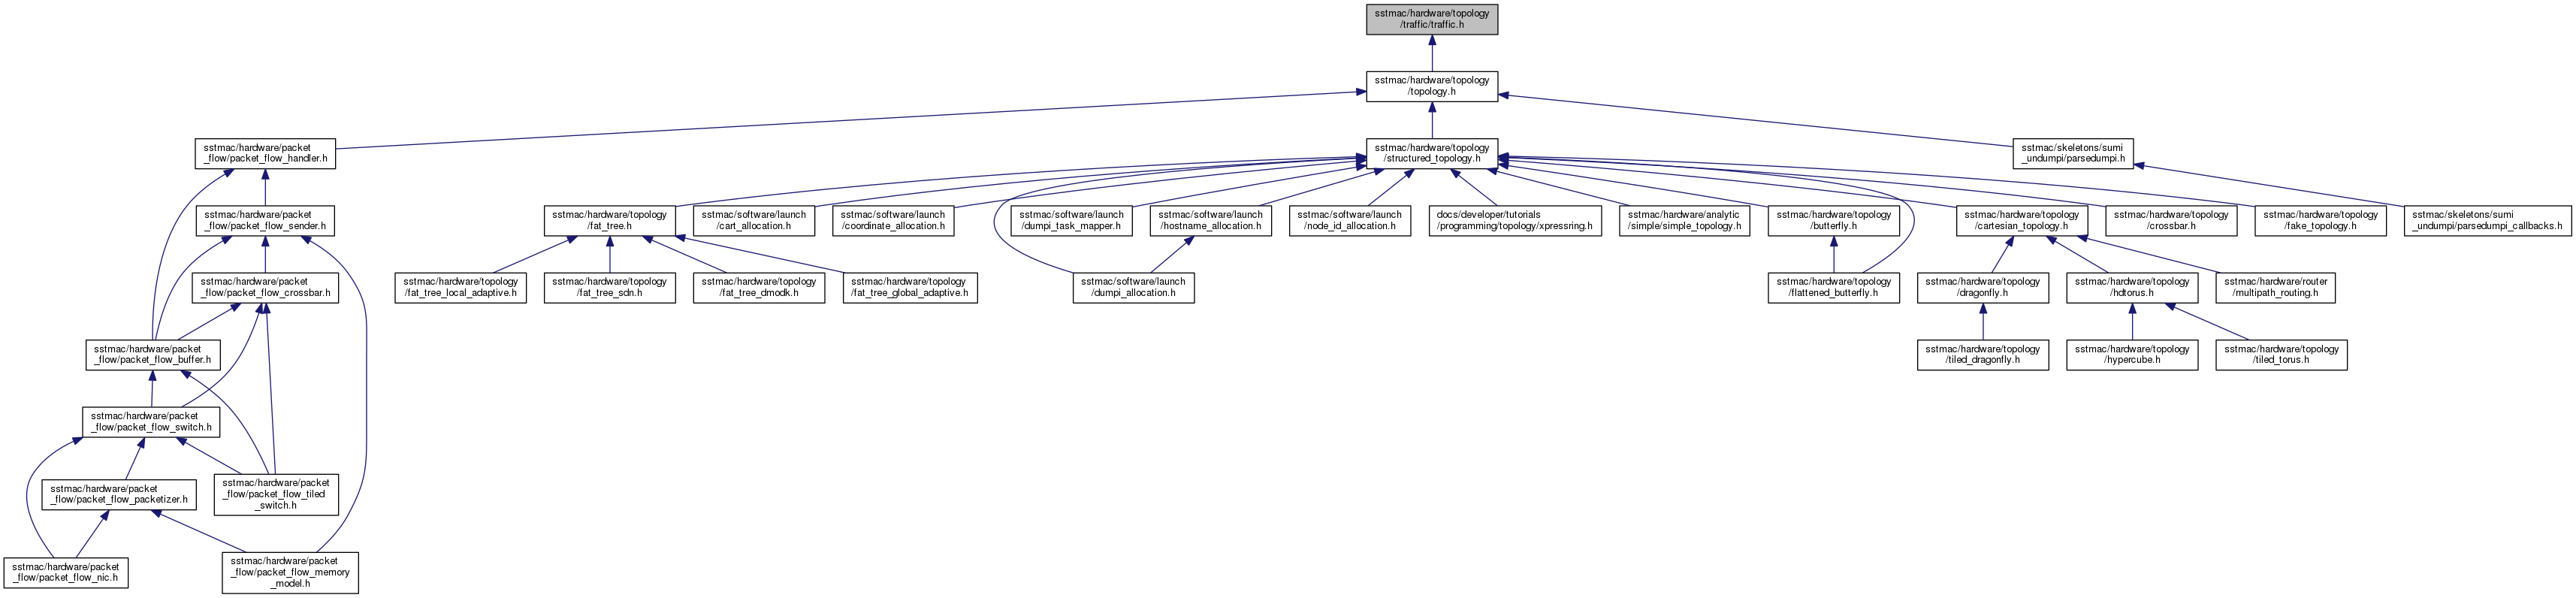 sstmac/hardware/topology
/traffic/traffic.h
sstmac/hardware/topology
/topology.h
sstmac/hardware/packet
_flow/packet_flow_handler.h
sstmac/hardware/topology
/structured_topology.h
sstmac/skeletons/sumi
_undumpi/parsedumpi.h
sstmac/hardware/packet
_flow/packet_flow_sender.h
sstmac/hardware/topology
/fat_tree.h
sstmac/software/launch
/cart_allocation.h
sstmac/software/launch
/coordinate_allocation.h
sstmac/software/launch
/dumpi_task_mapper.h
sstmac/software/launch
/hostname_allocation.h
sstmac/software/launch
/node_id_allocation.h
docs/developer/tutorials
/programming/topology/xpressring.h
sstmac/hardware/analytic
/simple/simple_topology.h
sstmac/hardware/topology
/butterfly.h
sstmac/hardware/topology
/cartesian_topology.h
sstmac/hardware/topology
/crossbar.h
sstmac/hardware/topology
/fake_topology.h
sstmac/skeletons/sumi
_undumpi/parsedumpi_callbacks.h
sstmac/hardware/packet
_flow/packet_flow_crossbar.h
sstmac/hardware/topology
/fat_tree_local_adaptive.h
sstmac/hardware/topology
/fat_tree_sdn.h
sstmac/hardware/topology
/fat_tree_dmodk.h
sstmac/hardware/topology
/fat_tree_global_adaptive.h
sstmac/software/launch
/dumpi_allocation.h
sstmac/hardware/topology
/flattened_butterfly.h
sstmac/hardware/topology
/dragonfly.h
sstmac/hardware/topology
/hdtorus.h
sstmac/hardware/router
/multipath_routing.h
sstmac/hardware/packet
_flow/packet_flow_buffer.h
sstmac/hardware/topology
/tiled_dragonfly.h
sstmac/hardware/topology
/hypercube.h
sstmac/hardware/topology
/tiled_torus.h
sstmac/hardware/packet
_flow/packet_flow_switch.h
sstmac/hardware/packet
_flow/packet_flow_packetizer.h
sstmac/hardware/packet
_flow/packet_flow_tiled
_switch.h
sstmac/hardware/packet
_flow/packet_flow_nic.h
sstmac/hardware/packet
_flow/packet_flow_memory
_model.h